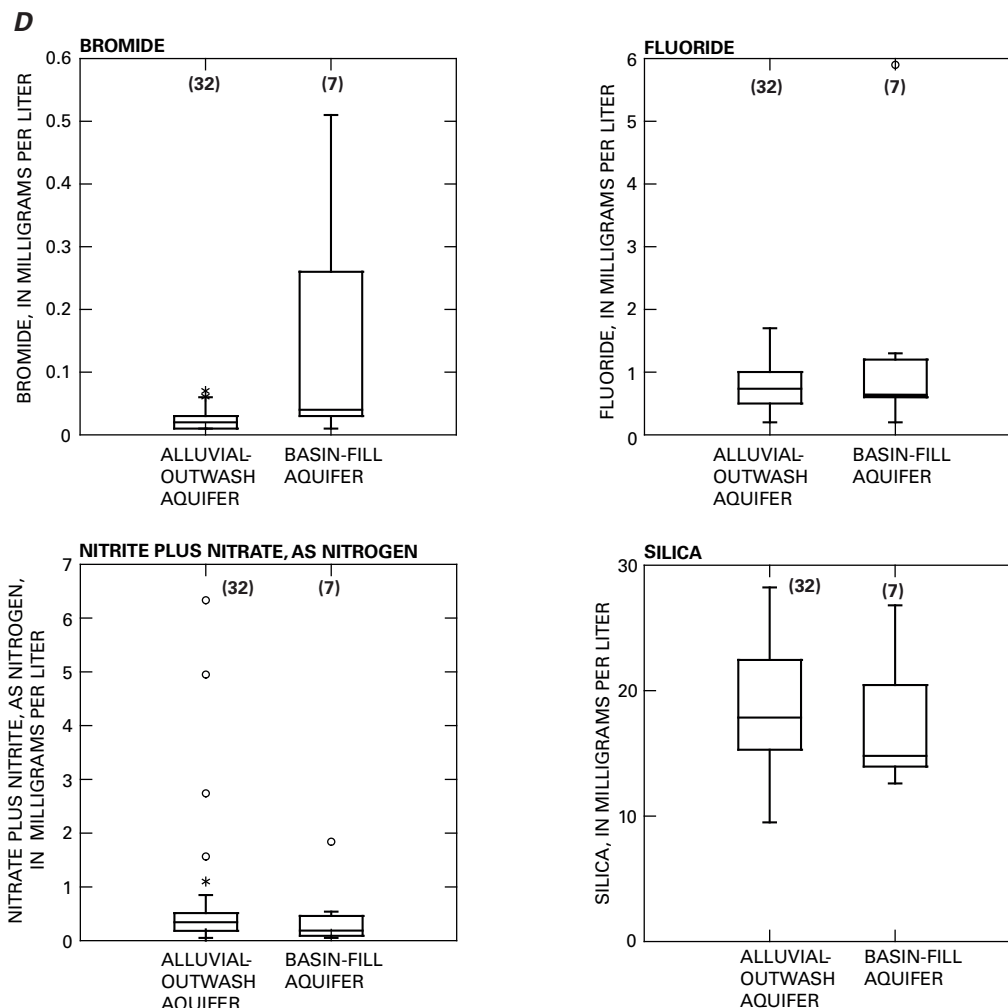 D
BROMIDE
BROMIDE, IN MILLIGRAMS PER LITER
0.6
0.5
0.4
0.3
0.2
0.1
0
(32)
(7)
ALLUVIAL-
OUTWASH
AQUIFER
BASIN-FILL
AQUIFER
FLUORIDE
FLUORIDE, IN MILLIGRAMS PER LITER
6
5
4
3
2
1
0
(32)
(7)
ALLUVIAL-
OUTWASH
AQUIFER
BASIN-FILL
AQUIFER
NITRITE PLUS NITRATE, AS NITROGEN
NITRATE PLUS NITRITE, AS NITROGEN,
IN MILLIGRAMS PER LITER
7
6
5
4
3
2
1
0
(32)
(7)
ALLUVIAL-
OUTWASH
AQUIFER
BASIN-FILL
AQUIFER
SILICA
SILICA, IN MILLIGRAMS PER LITER
30
20
10
0
(32)
(7)
ALLUVIAL-
OUTWASH
AQUIFER
BASIN-FILL
AQUIFER